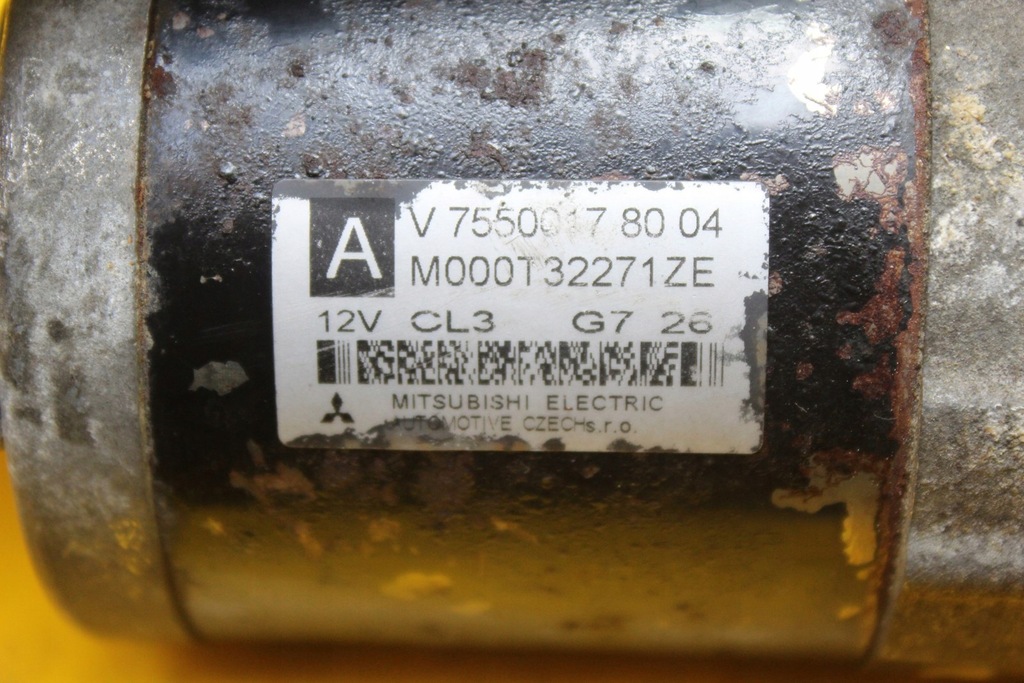 A
V 7550017 80 04
M000T32271ZE
12V CL3 G7 26
MITSUBISHI ELECTRIC
AUTOMOTIVE CZECH s.r.o.